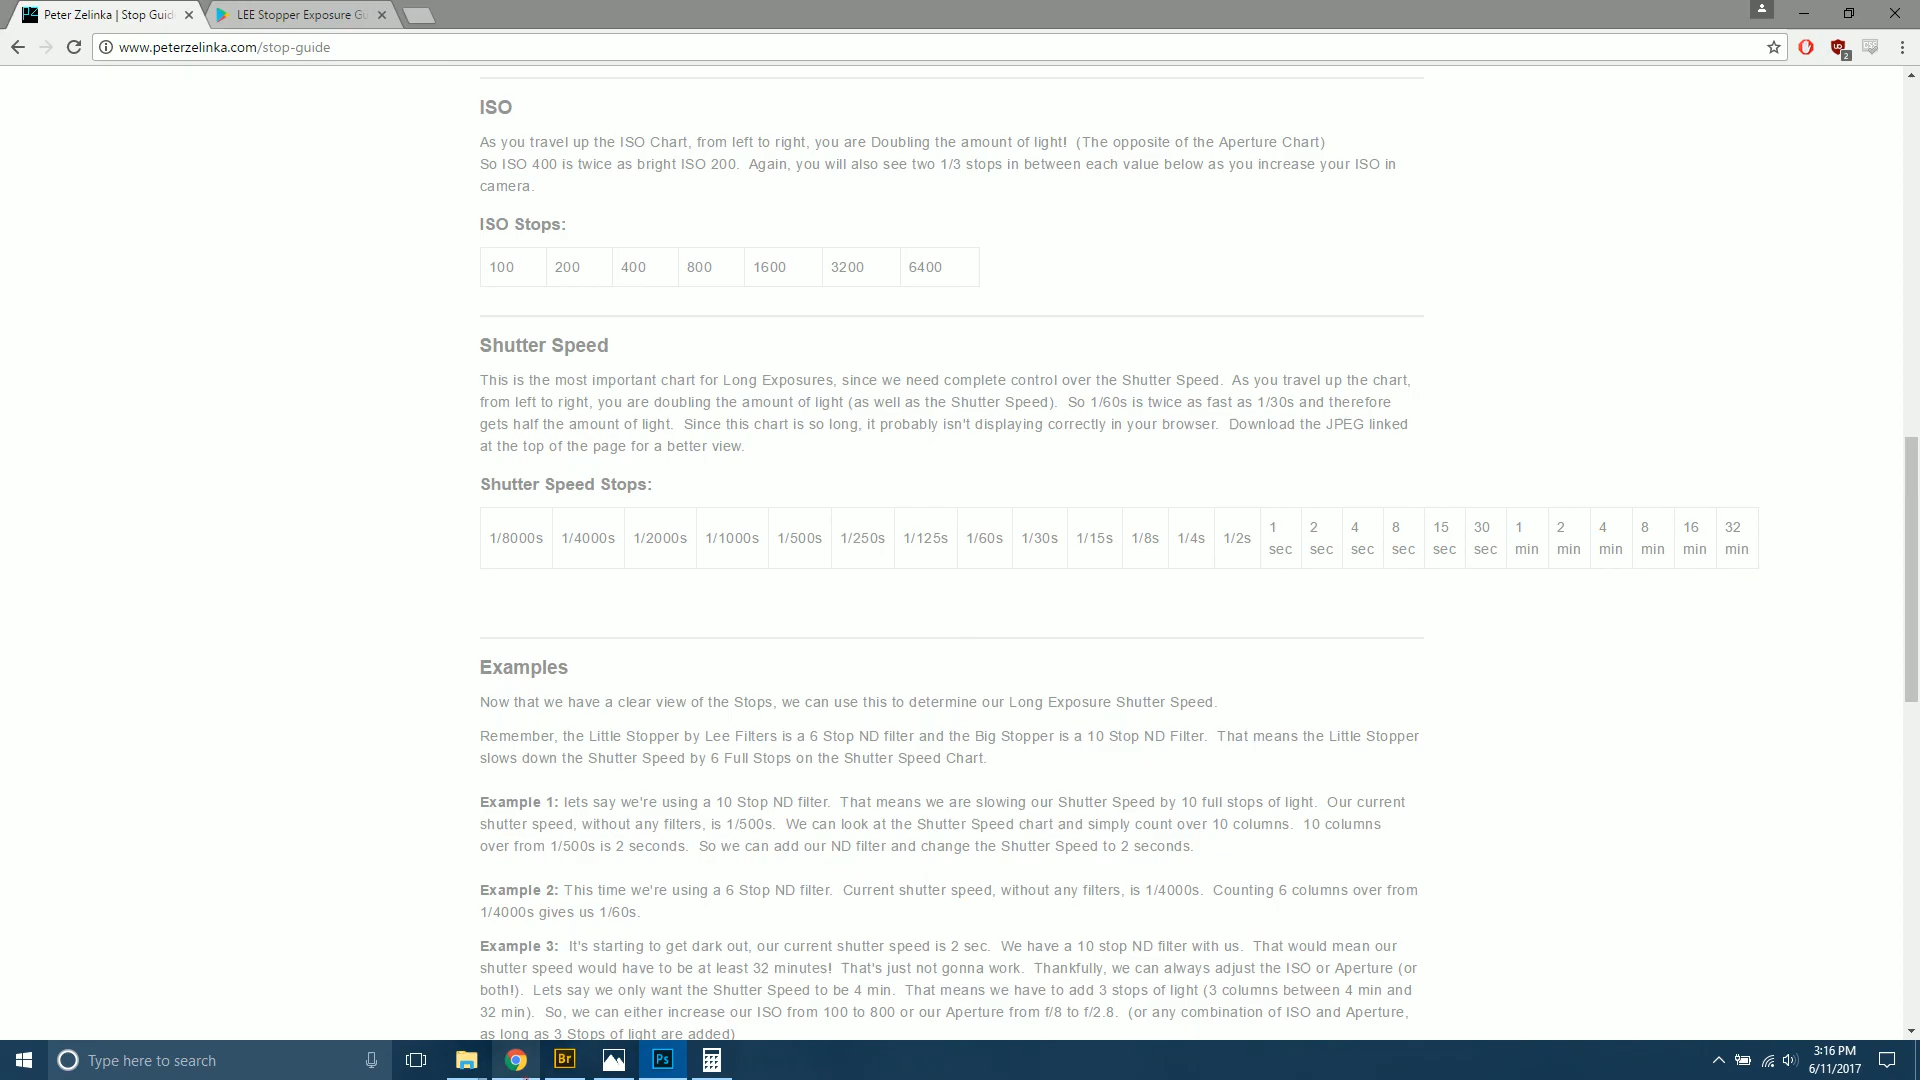 Peter Zelinka | Stop Guid
LEE Stopper Exposure Gu
www.peterzelinka.com/stop-guide
2
ISO
As you travel up the ISO Chart, from left to right, you are Doubling the amount of light!  (The opposite of the Aperture Chart)
So ISO 400 is twice as bright ISO 200.  Again, you will also see two 1/3 stops in between each value below as you increase your ISO in
camera.
ISO Stops:
100 200 400 800 1600 3200 6400
Shutter Speed
This is the most important chart for Long Exposures, since we need complete control over the Shutter Speed.  As you travel up the chart,
from left to right, you are doubling the amount of light (as well as the Shutter Speed).  So 1/60s is twice as fast as 1/30s and therefore
gets half the amount of light.  Since this chart is so long, it probably isn't displaying correctly in your browser.  Download the JPEG linked
at the top of the page for a better view.
Shutter Speed Stops:
1/8000s 1/4000s 1/2000s 1/1000s 1/500s 1/250s 1/125s 1/60s 1/30s 1/15s 1/8s 1/4s 1/2s 1 sec 2 sec 4 sec 8 sec 15 sec 30 sec 1 min 2 min 4 min 8 min 16 min 32 min
Examples
Now that we have a clear view of the Stops, we can use this to determine our Long Exposure Shutter Speed.
Remember, the Little Stopper by Lee Filters is a 6 Stop ND filter and the Big Stopper is a 10 Stop ND Filter.  That means the Little Stopper
slows down the Shutter Speed by 6 Full Stops on the Shutter Speed Chart.
Example 1: lets say we're using a 10 Stop ND filter.  That means we are slowing our Shutter Speed by 10 full stops of light.  Our current
shutter speed, without any filters, is 1/500s.  We can look at the Shutter Speed chart and simply count over 10 columns.  10 columns
over from 1/500s is 2 seconds.  So we can add our ND filter and change the Shutter Speed to 2 seconds.
Example 2: This time we're using a 6 Stop ND filter.  Current shutter speed, without any filters, is 1/4000s.  Counting 6 columns over from
1/4000s gives us 1/60s.
Example 3:  It's starting to get dark out, our current shutter speed is 2 sec.  We have a 10 stop ND filter with us.  That would mean our
shutter speed would have to be at least 32 minutes!  That's just not gonna work.  Thankfully, we can always adjust the ISO or Aperture (or
both!).  Lets say we only want the Shutter Speed to be 4 min.  That means we have to add 3 stops of light (3 columns between 4 min and
32 min).  So, we can either increase our ISO from 100 to 800 or our Aperture from f/8 to f/2.8.  (or any combination of ISO and Aperture,
as long as 3 Stops of light are added)
Type here to search
Br
Ps
3:16 PM
6/11/2017